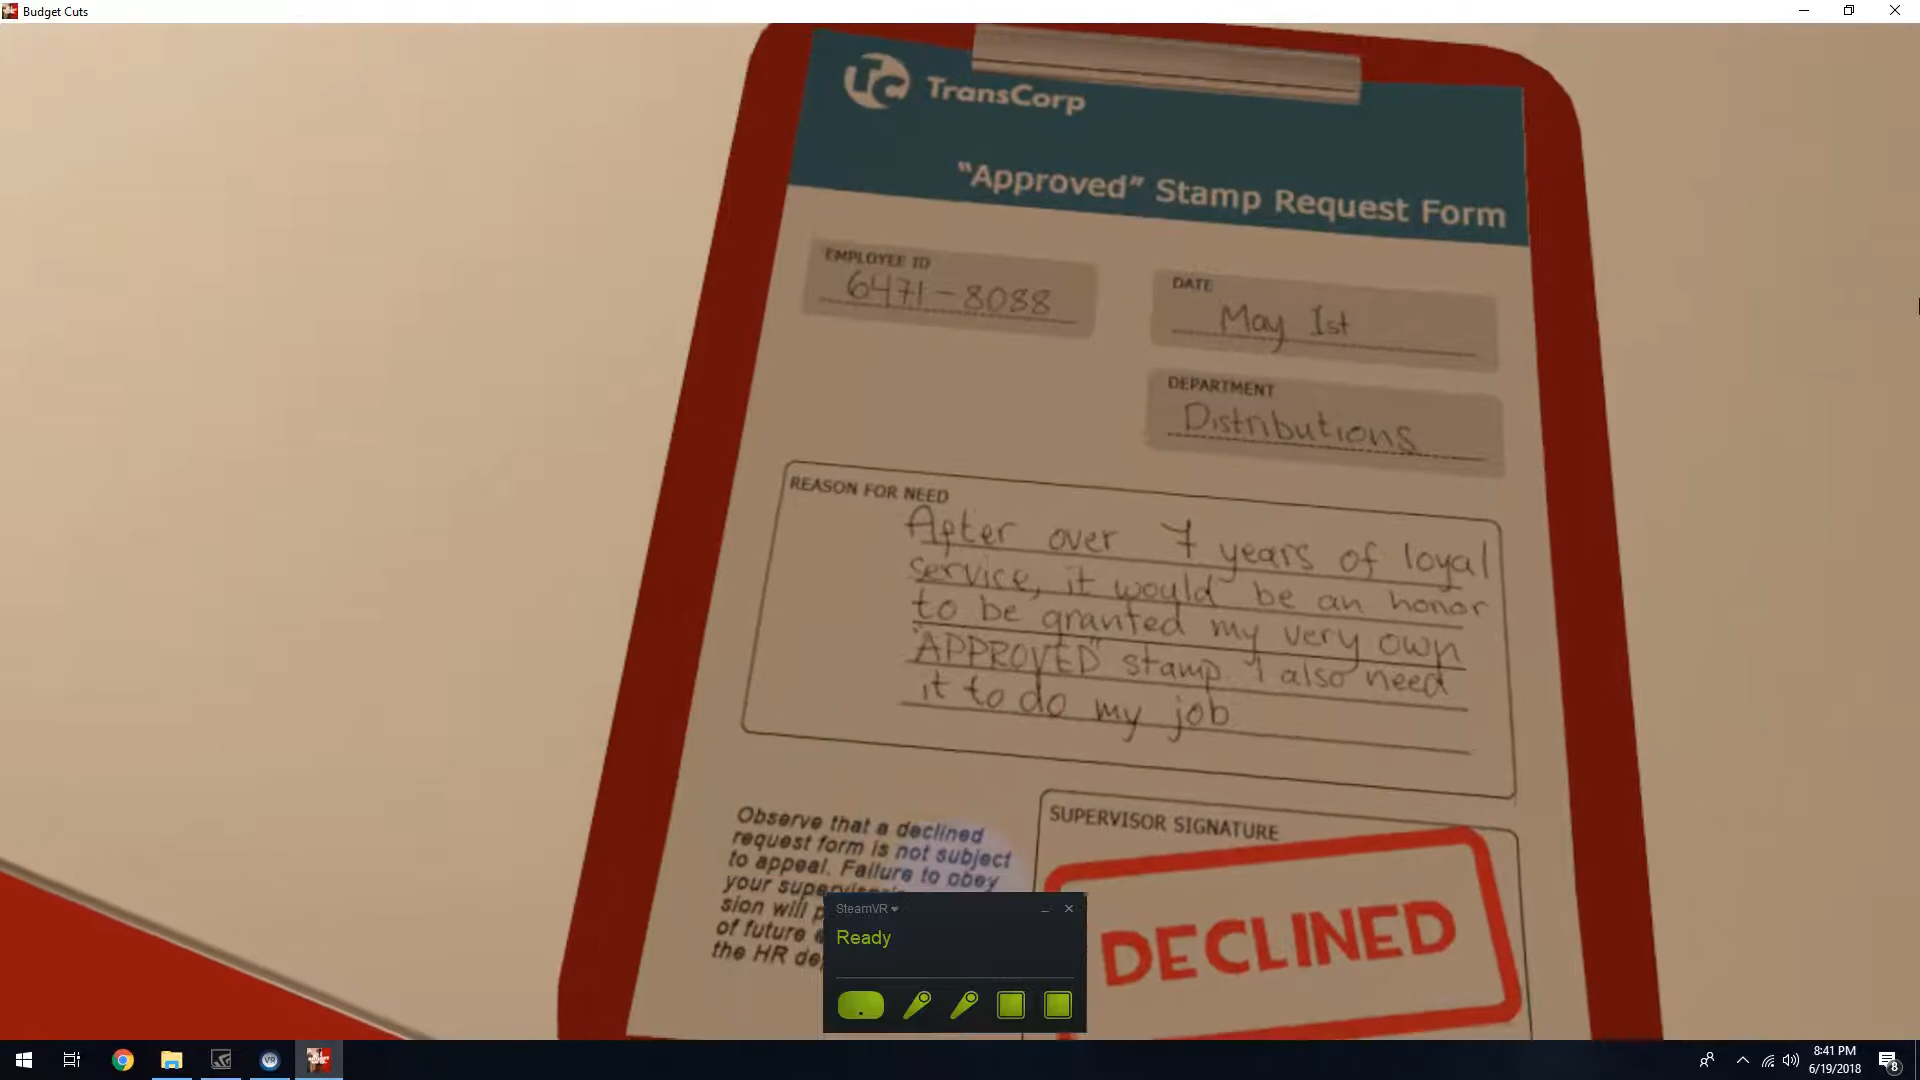 Budget Cuts
TC TransCorp
"Approved" Stamp Request Form
EMPLOYEE ID
6471-8088
DATE
May 1st
DEPARTMENT
Distributions
REASON FOR NEED
After over 7 years of loyal
service, it would be an honor
to be granted my very own
"APPROVED" stamp. I also need
it to do my job
Observe that a declined
request form is not subject
to appeal. Failure to obey
your
sion will
of future
the HR
SUPERVISOR SIGNATURE
DECLINED
SteamVR
Ready
VR
8:41 PM
6/19/2018
8